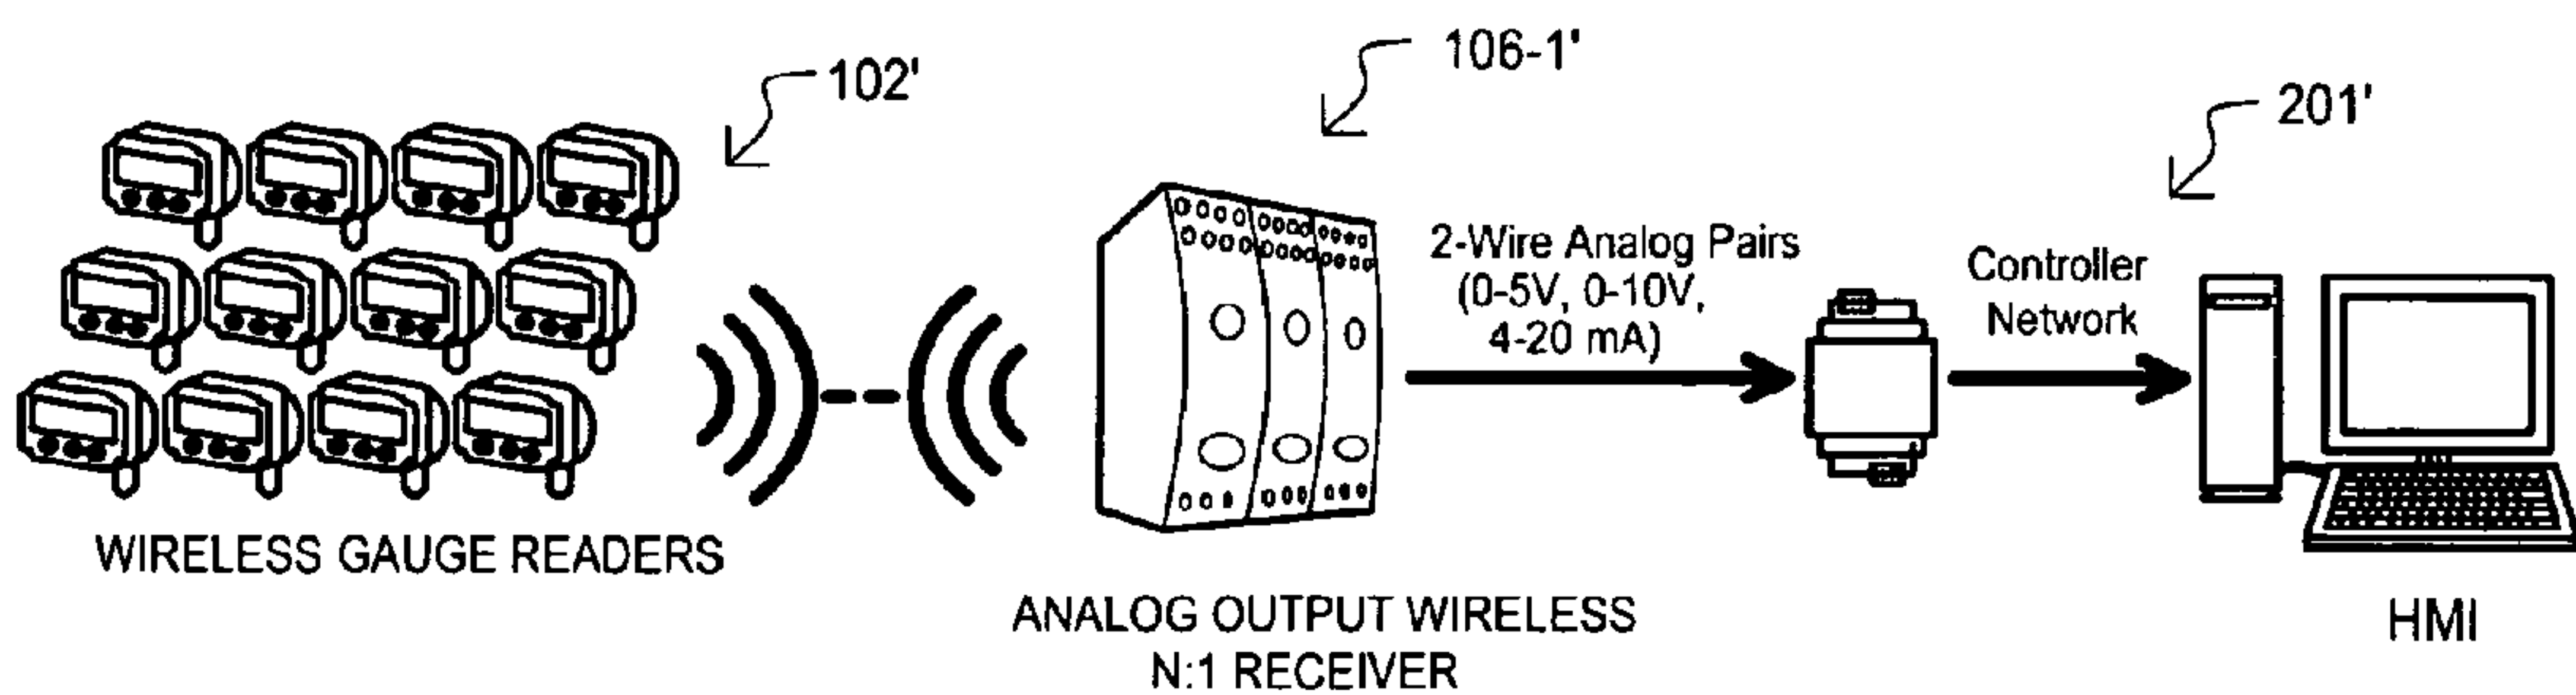 102'
106-1'
201'
2-Wire Analog Pairs
(0-5V, 0-10V,
4-20 mA)
Controller
Network
WIRELESS GAUGE READERS
ANALOG OUTPUT WIRELESS
N:1 RECEIVER
HMI